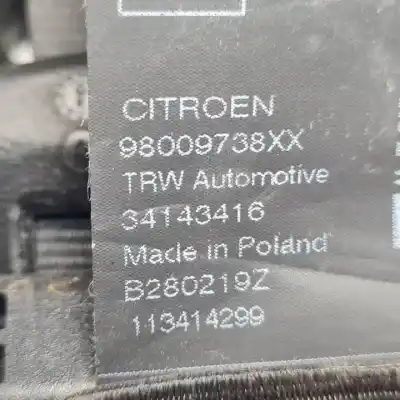 CITROEN
98009738XX
TRW Automotive
34143416
Made in Poland
B280219Z
113414299